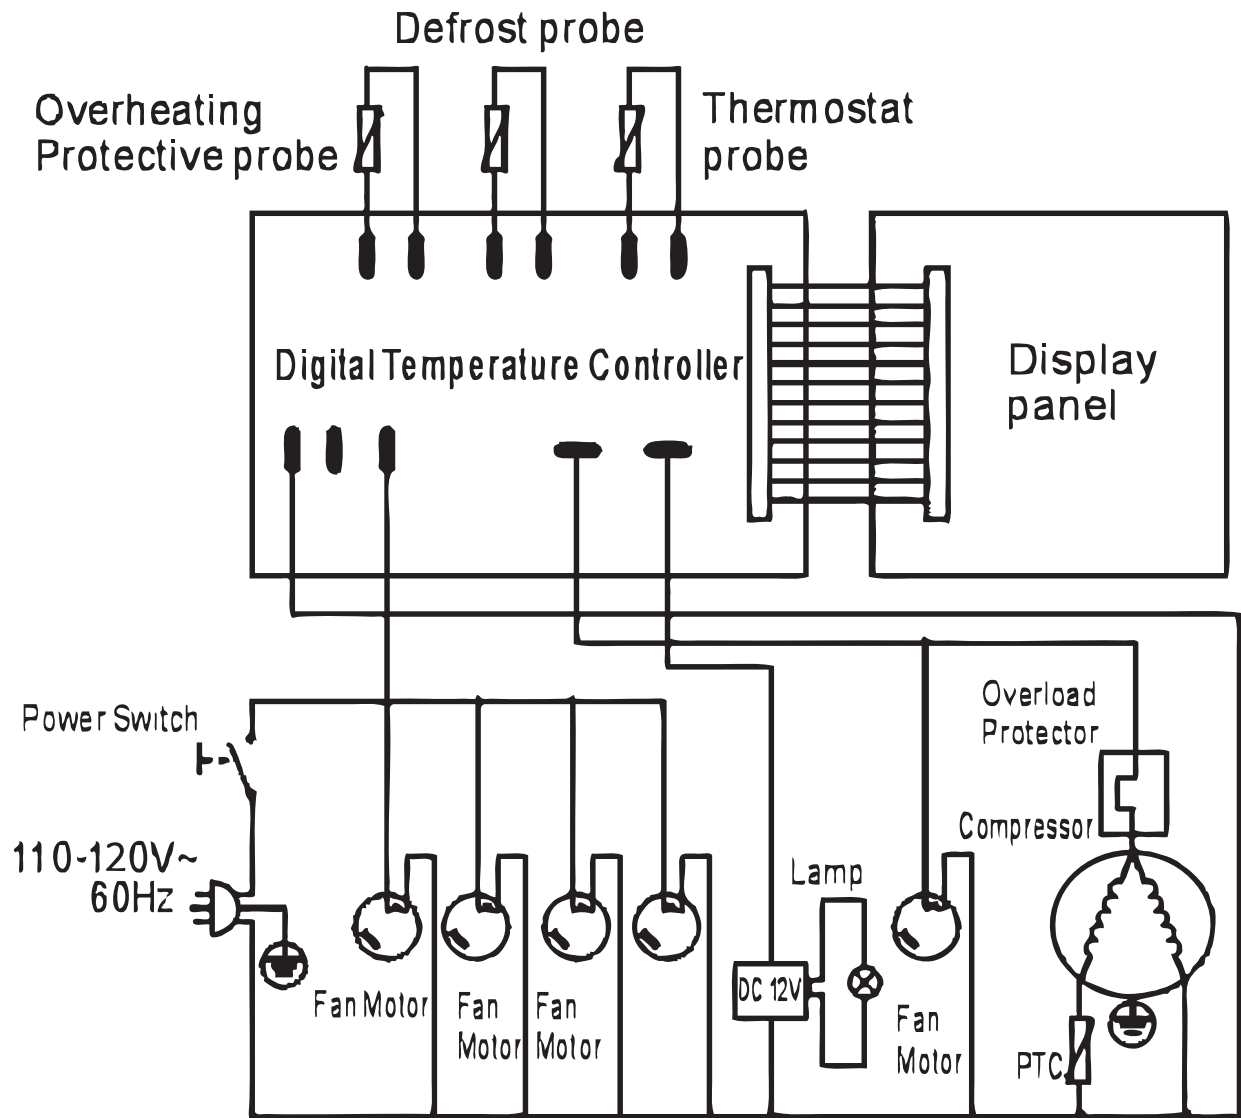 Defrost probe
Overheating
Protective probe
Thermostat
probe
Digital Temperature Controller
Display
panel
Power Switch
Overload
Protector
Compressor
110-120V~
60Hz
Lamp
DC 12V
Fan Motor
Fan
Motor
Fan
Motor
Fan
Motor
PTC